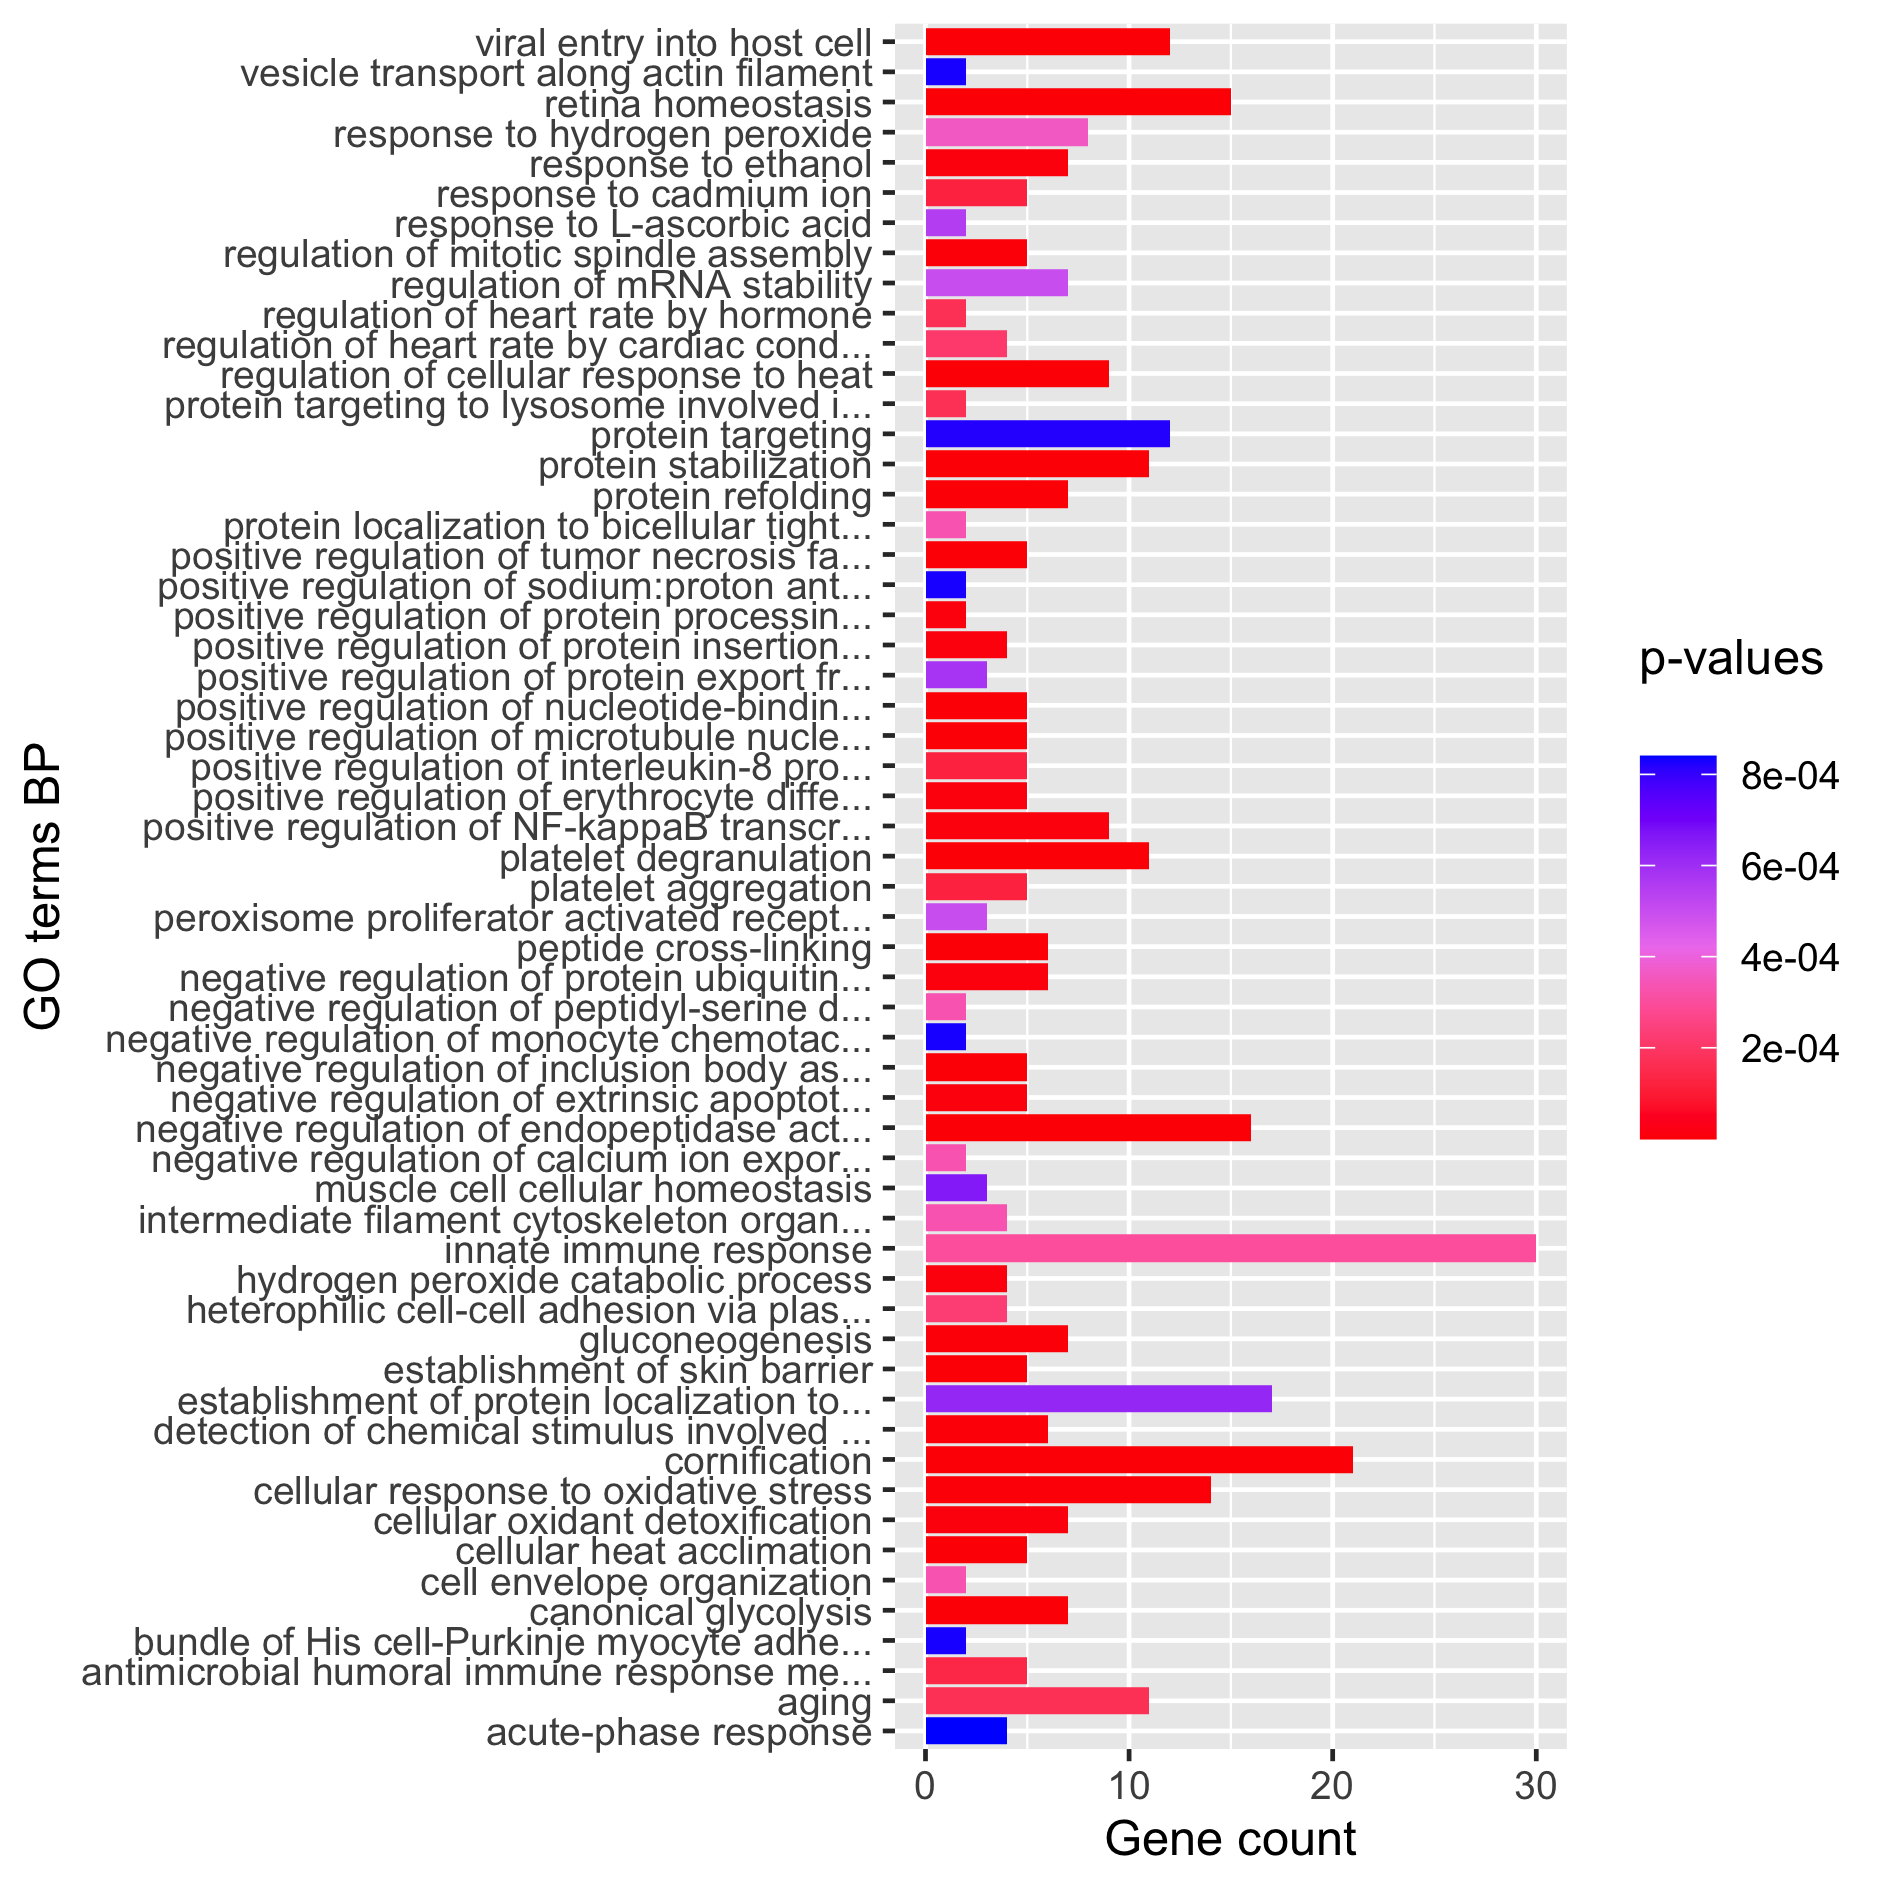 viral entry into host cell
vesicle transport along actin filament
retina homeostasis
response to hydrogen peroxide
response to ethanol
response to cadmium ion
response to L-ascorbic acid
regulation of mitotic spindle assembly
regulation of mRNA stability
regulation of heart rate by hormone
regulation of heart rate by cardiac cond...
regulation of cellular response to heat
protein targeting to lysosome involved i...
protein targeting
protein stabilization
protein refolding
protein localization to bicellular tight...
positive regulation of tumor necrosis fa...
positive regulation of sodium:proton ant...
positive regulation of protein processin...
positive regulation of protein insertion...
positive regulation of protein export fr...
positive regulation of nucleotide-bindin...
positive regulation of microtubule nucle...
positive regulation of interleukin-8 pro...
positive regulation of erythrocyte diffe...
positive regulation of NF-kappaB transcr...
platelet degranulation
platelet aggregation
peroxisome proliferator activated recept...
peptide cross-linking
negative regulation of protein ubiquitin...
negative regulation of peptidyl-serine d...
negative regulation of monocyte chemotac...
negative regulation of inclusion body as...
negative regulation of extrinsic apoptot...
negative regulation of endopeptidase act...
negative regulation of calcium ion expor...
muscle cell cellular homeostasis
intermediate filament cytoskeleton organ...
innate immune response
hydrogen peroxide catabolic process
heterophilic cell-cell adhesion via plas...
gluconeogenesis
establishment of skin barrier
establishment of protein localization to...
detection of chemical stimulus involved ...
cornification
cellular response to oxidative stress
cellular oxidant detoxification
cellular heat acclimation
cell envelope organization
canonical glycolysis
bundle of His cell-Purkinje myocyte adhe...
antimicrobial humoral immune response me...
aging
acute-phase response
GO terms BP
0 10 20 30
Gene count
p-values
8e-04
6e-04
4e-04
2e-04